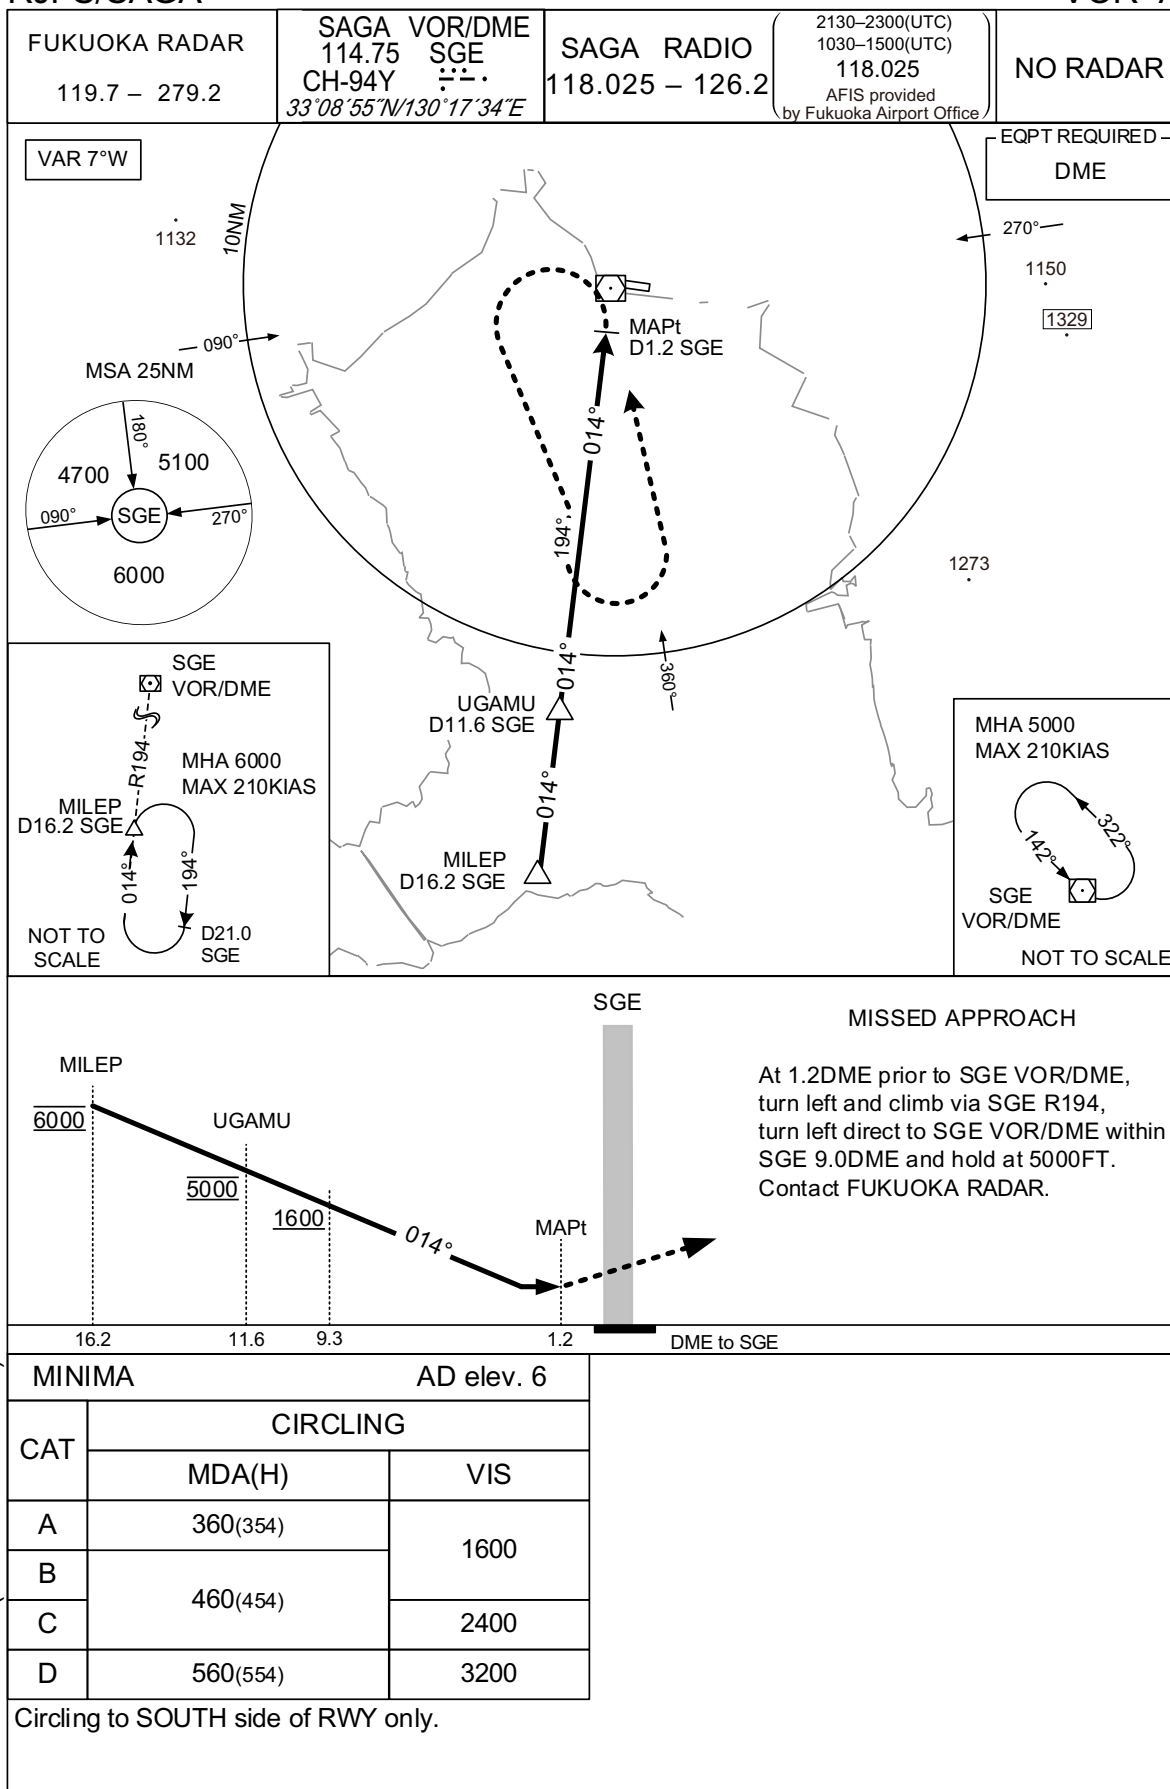 FUKUOKA RADAR
119.7 – 279.2
SAGA VOR/DME
114.75 SGE
CH-94Y
33°08´55˝N/130°17´34˝E
SAGA RADIO
118.025 – 126.2
2130–2300(UTC)
1030–1500(UTC)
118.025
AFIS provided
by Fukuoka Airport Office
NO RADAR
VAR 7°W
EQPT REQUIRED
DME
10NM
1132
270°
1150
1329
090°
MAPt
D1.2 SGE
MSA 25NM
180°
4700
5100
090°
SGE
270°
6000
014°
194°
1273
014°
360°
UGAMU
D11.6 SGE
014°
MILEP
D16.2 SGE
SGE
VOR/DME
R194
MHA 6000
MAX 210KIAS
MILEP
D16.2 SGE
014°
194°
D21.0
SGE
NOT TO
SCALE
MHA 5000
MAX 210KIAS
322°
142°
SGE
VOR/DME
NOT TO SCALE
SGE
MISSED APPROACH
At 1.2DME prior to SGE VOR/DME,
turn left and climb via SGE R194,
turn left direct to SGE VOR/DME within
SGE 9.0DME and hold at 5000FT.
Contact FUKUOKA RADAR.
MILEP
6000
UGAMU
5000
1600
014°
MAPt
16.2
11.6
9.3
1.2
DME to SGE
MINIMA AD elev. 6
CAT
CIRCLING
MDA(H)
VIS
A
360(354)
1600
B
460(454)
C
2400
D
560(554)
3200
Circling to SOUTH side of RWY only.